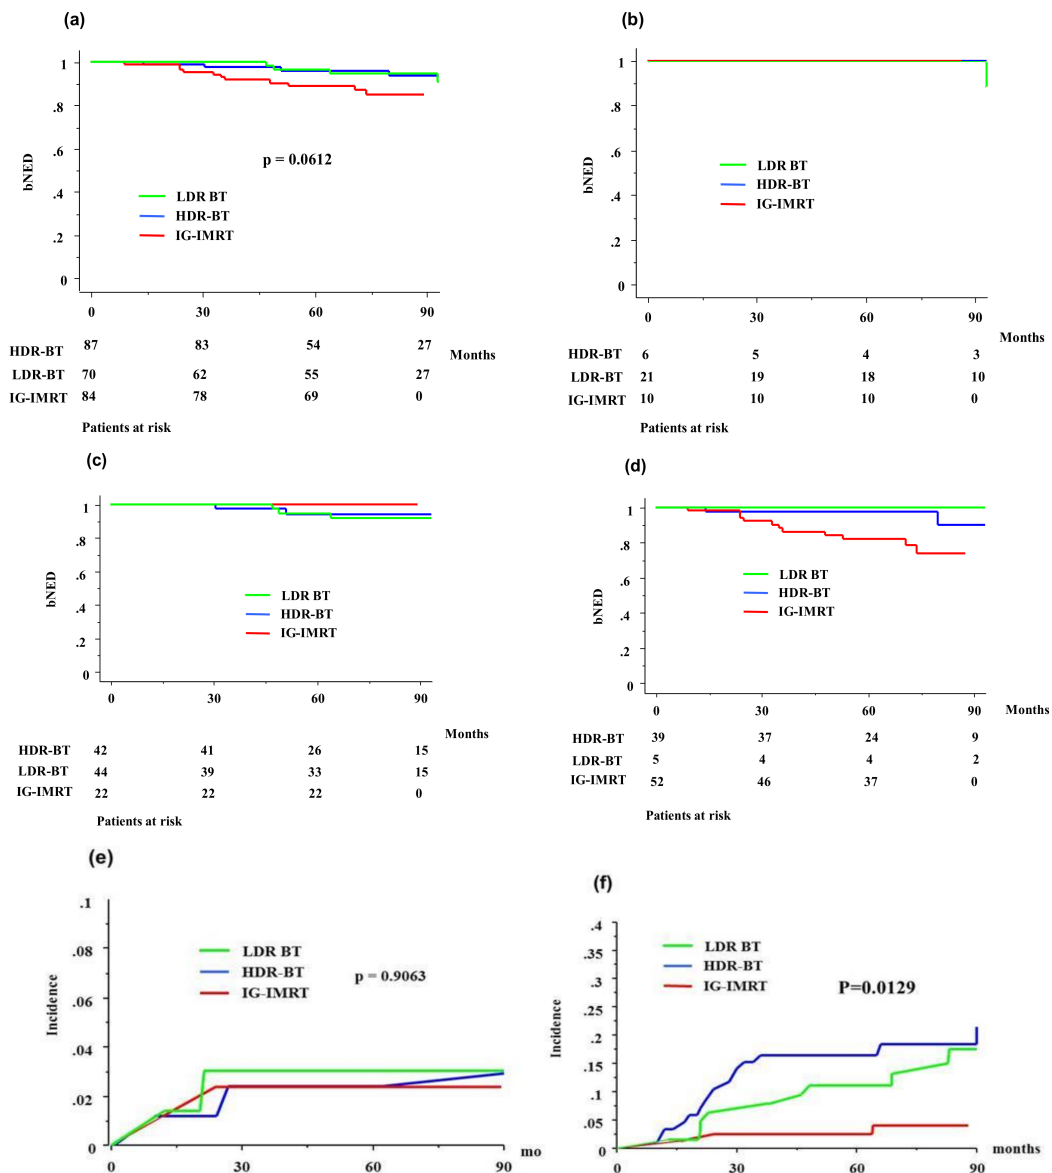 (a)
1
.8
.6
.4
.2
0
bNED
p = 0.0612
LDR BT
HDR-BT
IG-IMRT
0 30 60 90
Months
HDR-BT 87 83 54 27
LDR-BT 70 62 55 27
IG-IMRT 84 78 69 0
Patients at risk
(b)
1
.8
.6
.4
.2
0
bNED
LDR BT
HDR-BT
IG-IMRT
0 30 60 90
Months
HDR-BT 6 5 4 3
LDR-BT 21 19 18 10
IG-IMRT 10 10 10 0
Patients at risk
(c)
1
.8
.6
.4
.2
0
bNED
LDR BT
HDR-BT
IG-IMRT
0 30 60 90
Months
HDR-BT 42 41 26 15
LDR-BT 44 39 33 15
IG-IMRT 22 22 22 0
Patients at risk
(d)
1
.8
.6
.4
.2
0
bNED
LDR BT
HDR-BT
IG-IMRT
0 30 60 90
Months
HDR-BT 39 37 24 9
LDR-BT 5 4 4 2
IG-IMRT 52 46 37 0
Patients at risk
(e)
.1
.08
.06
.04
.02
0
Incidence
LDR BT
HDR-BT
IG-IMRT
p = 0.9063
0 30 60 90
mo
(f)
.4
.35
.3
.25
.2
.15
.1
.05
0
Incidence
LDR BT
HDR-BT
IG-IMRT
P=0.0129
0 30 60 90
months